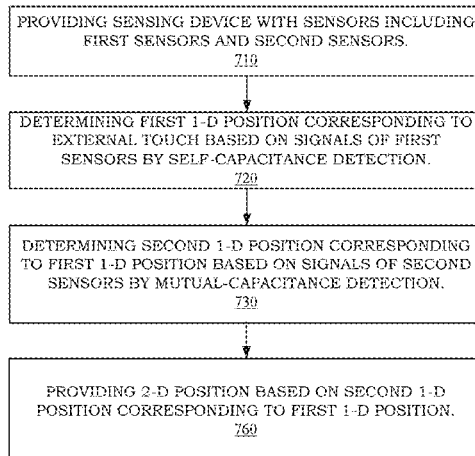 PROVIDING SENSING DEVICE WITH SENSORS INCLUDING
FIRST SENSORS AND SECOND SENSORS.
710
DETERMINING FIRST 1-D POSITION CORRESPONDING TO
EXTERNAL TOUCH BASED ON SIGNALS OF FIRST
SENSORS BY SELF-CAPACITANCE DETECTION.
720
DETERMINING SECOND 1-D POSITION CORRESPONDING
TO FIRST 1-D POSITION BASED ON SIGNALS OF SECOND
SENSORS BY MUTUAL-CAPACITANCE DETECTION.
730
PROVIDING 2-D POSITION BASED ON SECOND 1-D
POSITION CORRESPONDING TO FIRST 1-D POSITION.
760